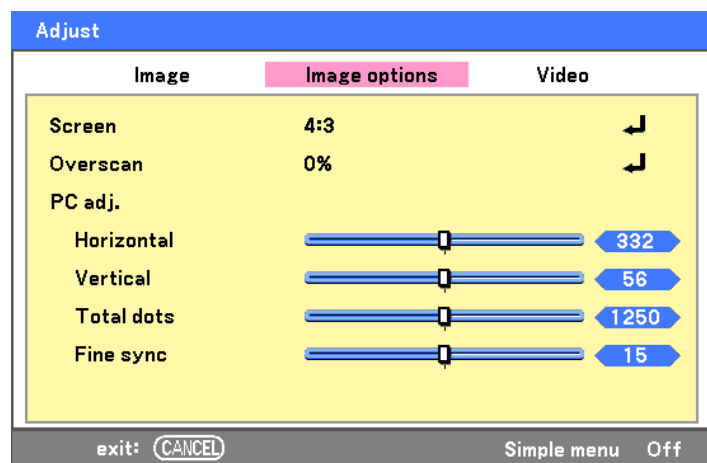 Adjust
Image Image options Video
Screen 4:3
Overscan 0%
PC adj.
Horizontal 332
Vertical 56
Total dots 1250
Fine sync 15
exit: CANCEL Simple menu Off